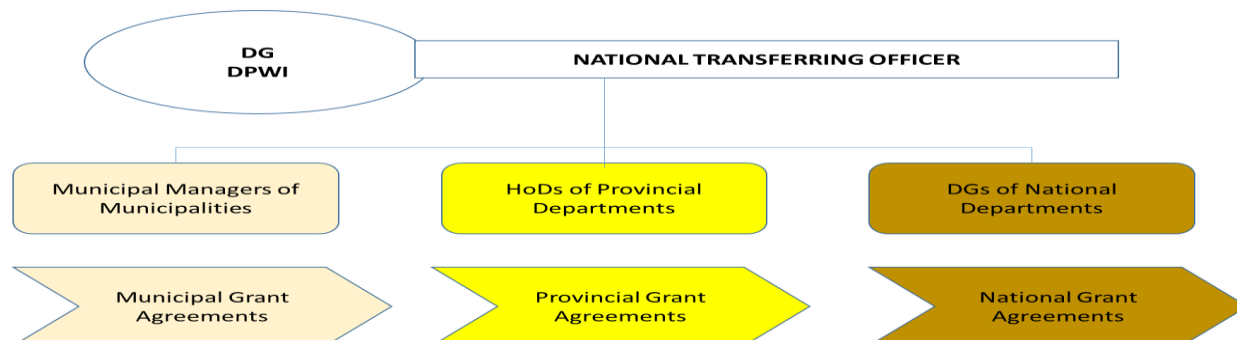 DG
DPWI
NATIONAL TRANSFERRING OFFICER
Municipal Managers of
Municipalities
HoDs of Provincial
Departments
DGs of National
Departments
Municipal Grant
Agreements
Provincial Grant
Agreements
National Grant
Agreements